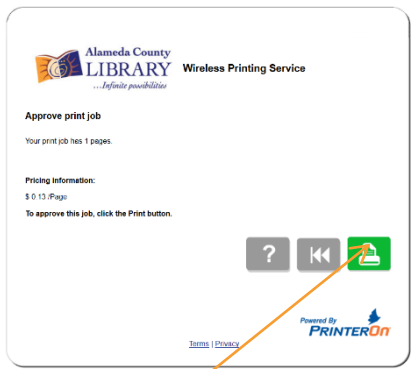 Alameda County
LIBRARY
...Infinite possibilities
Wireless Printing Service
Approve print job
Your print job has 1 pages.
Pricing information:
$ 0.13 /Page
To approve this job, click the Print button.
?
Powered By
PRINTERON
Terms | Privacy